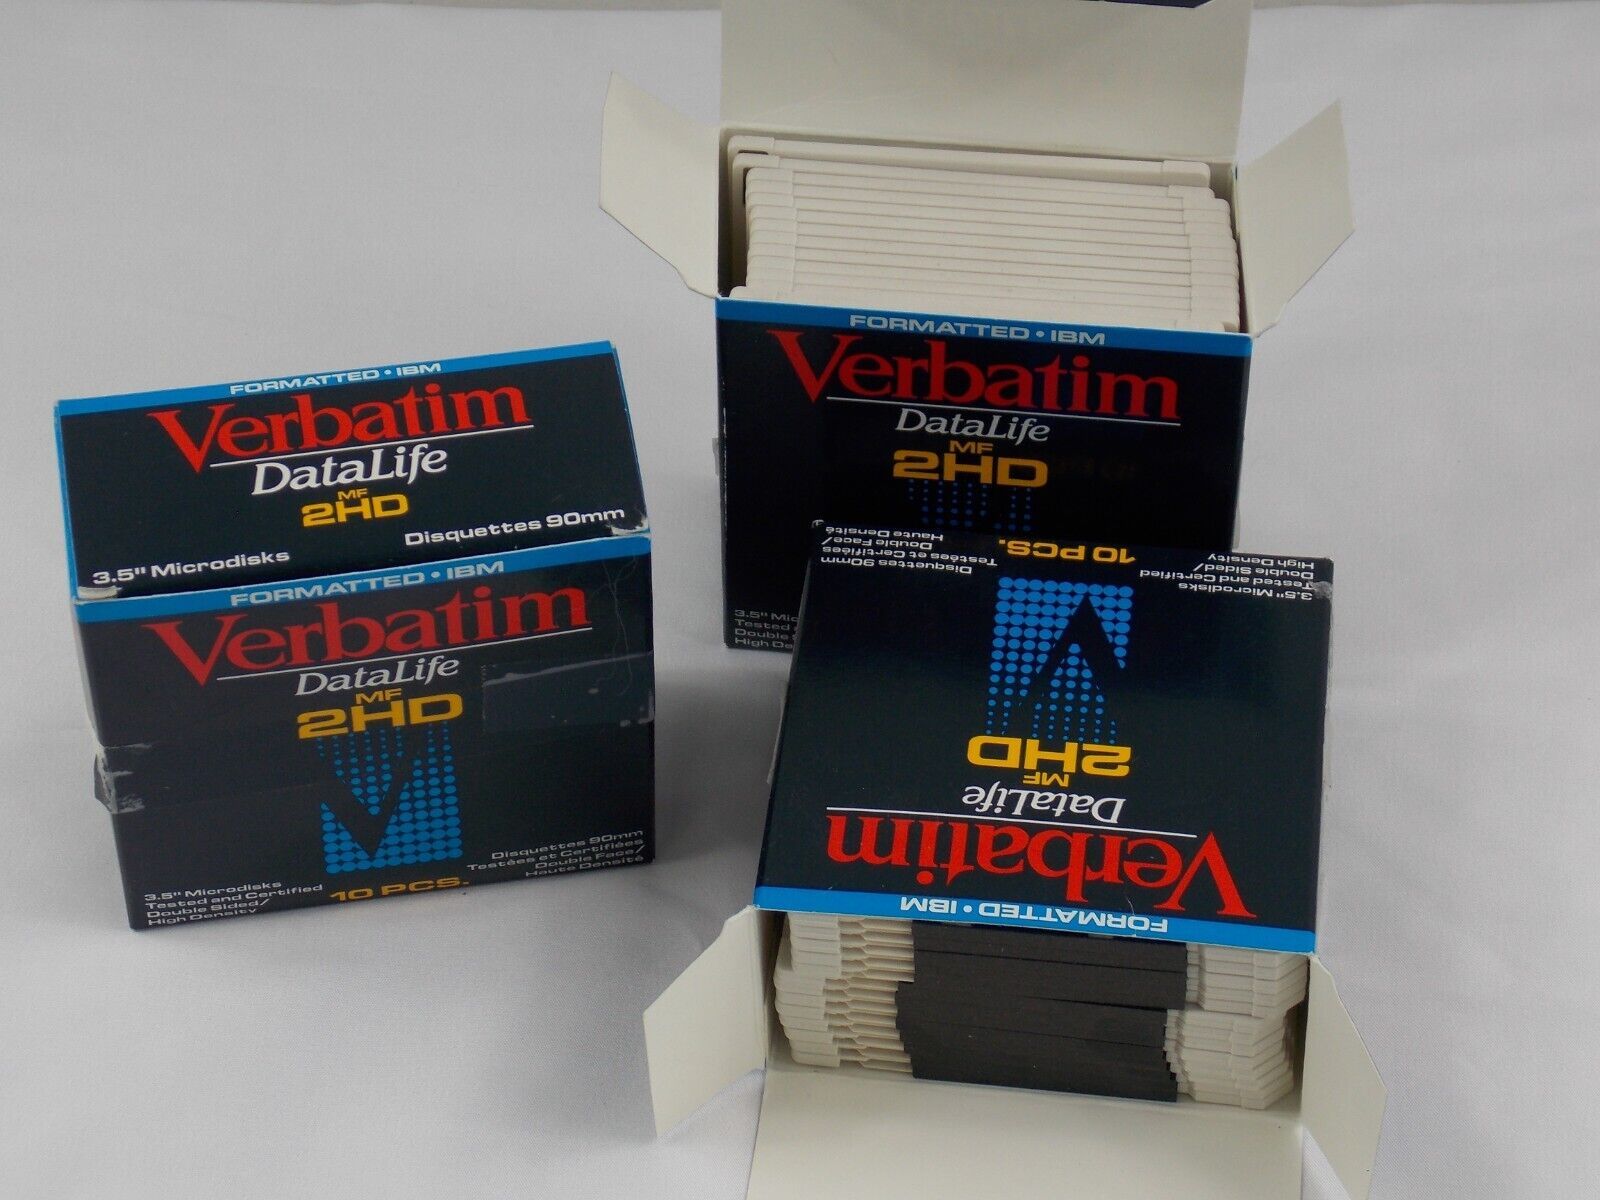 FORMATTED • IBM
Verbatim
DataLife
MF
2HD
3.5" Microdisks
Disquettes 90mm
FORMATTED • IBM
Verbatim
DataLife
MF
2HD
10 PCS.
3.5" Microdisks
Tested and Certified
Double Sided/
High Density
Disquettes 90mm
Testées et Certifiées
Double Face/
Haute Densité
FORMATTED • IBM
Verbatim
DataLife
MF
2HD
3.5" Mic
Tested
Double
High De
FORMATTED • IBM
Verbatim
DataLife
MF
2HD
10 PCS.
3.5" Microdisks
Tested and Certified
Double Sided/
High Density
Disquettes 90mm
Testées et Certifiées
Double Face/
Haute Densité